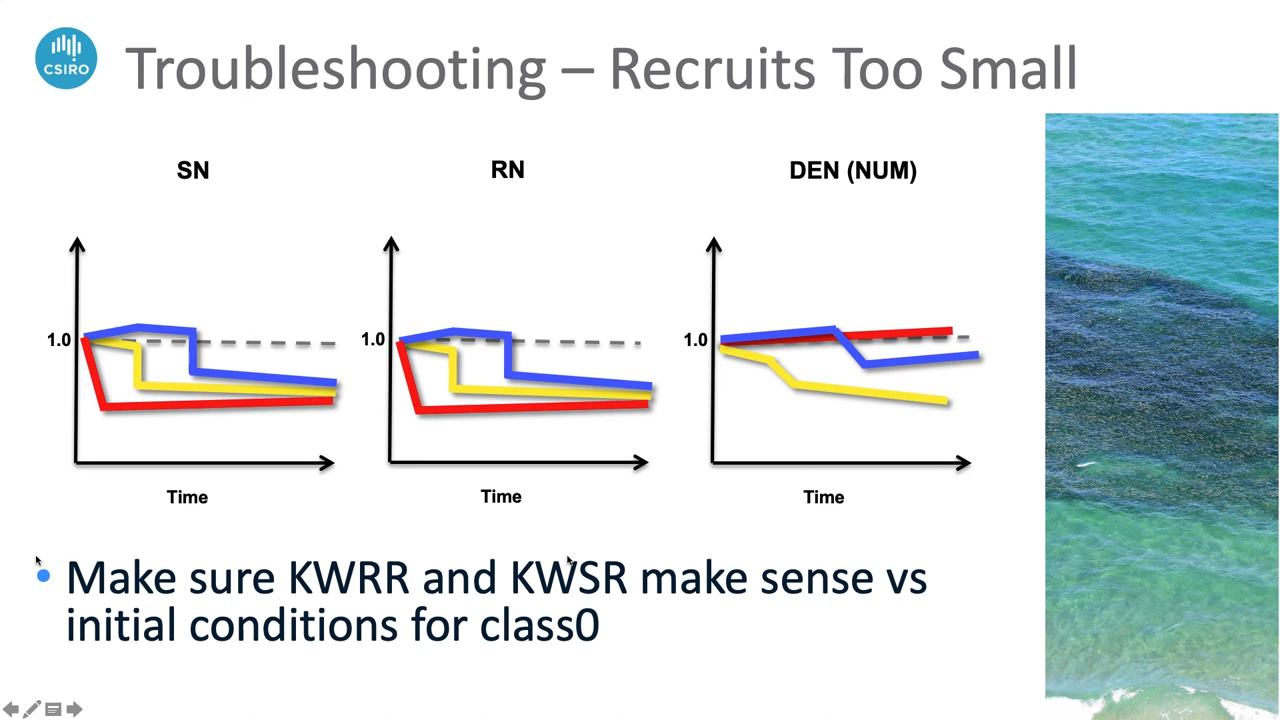 CSIRO
Troubleshooting – Recruits Too Small
SN
RN
DEN (NUM)
1.0
1.0
1.0
Time
Time
Time
• Make sure KWRR and KWSR make sense vs
initial conditions for class0